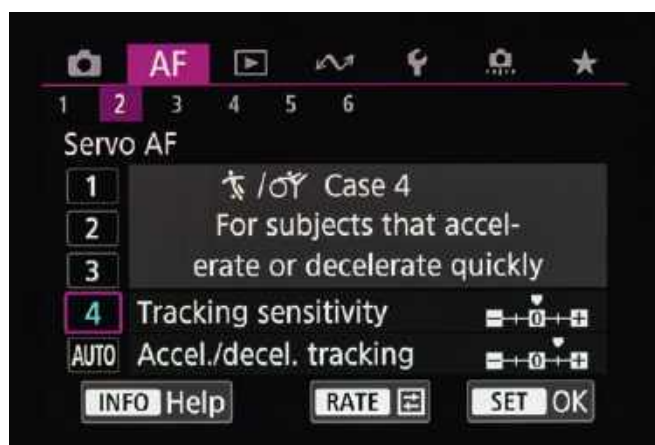 AF
1 2 3 4 5 6
Servo AF
1
2
3
4
AUTO
Case 4
For subjects that accel-
erate or decelerate quickly
Tracking sensitivity
- 0 +
Accel./decel. tracking
- 0 +
INFO Help
RATE
SET OK